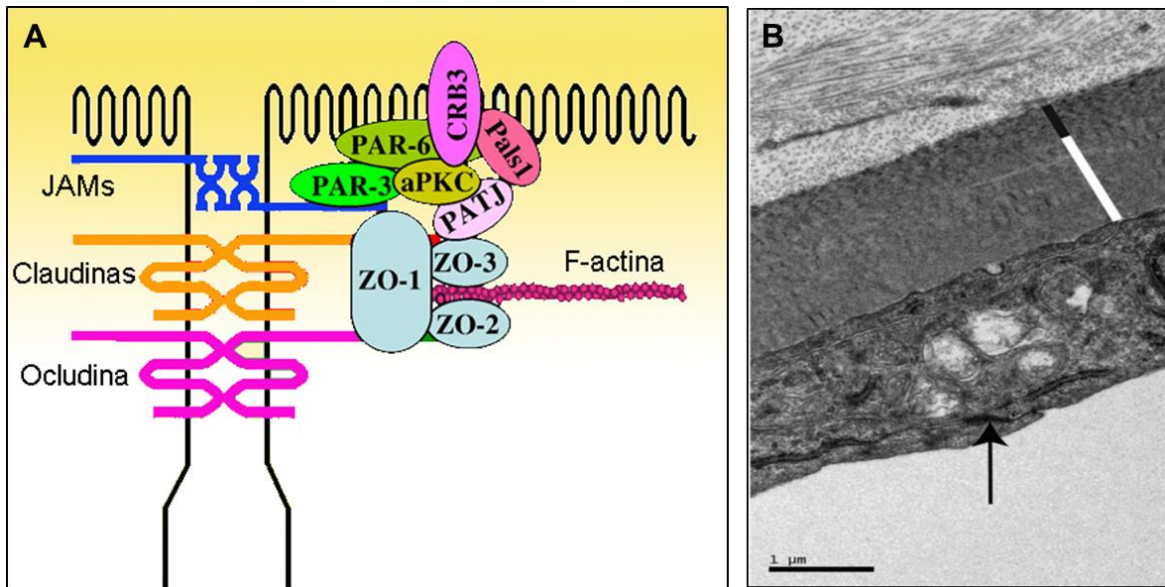 A
CRB3
Pals1
PAR-6
PAR-3
aPKC
PATJ
JAMs
Claudinas
ZO-1
ZO-3
F-actina
ZO-2
Ocludina
B
1 µm